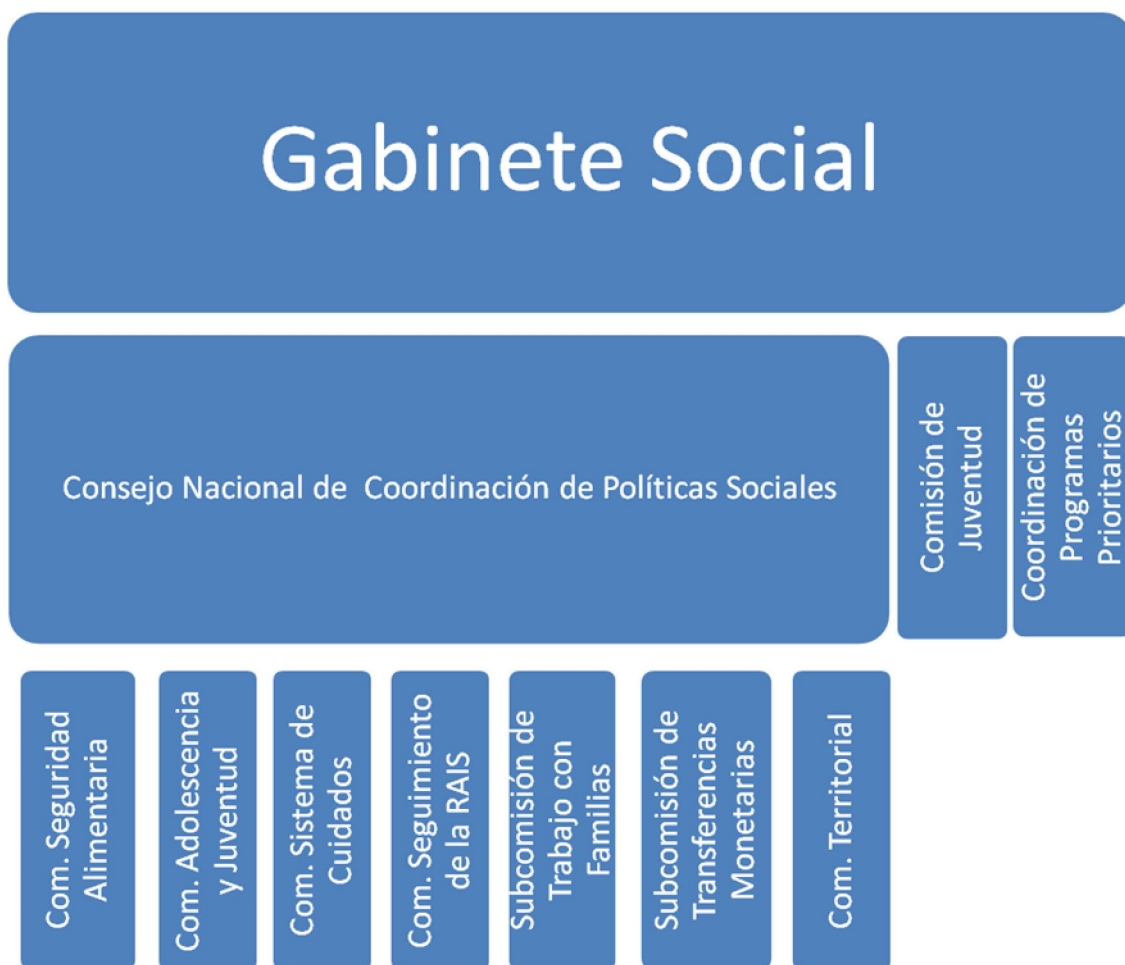 Gabinete Social
Consejo Nacional de  Coordinación de Políticas Sociales
Comisión de
Juventud
Coordinación de
Programas
Prioritarios
Com. Seguridad
Alimentaria
Com. Adolescencia
y Juventud
Com. Sistema de
Cuidados
Com. Seguimiento
de la RAIS
Subcomisión de
Trabajo con
Familias
Subcomisión de
Transferencias
Monetarias
Com. Territorial